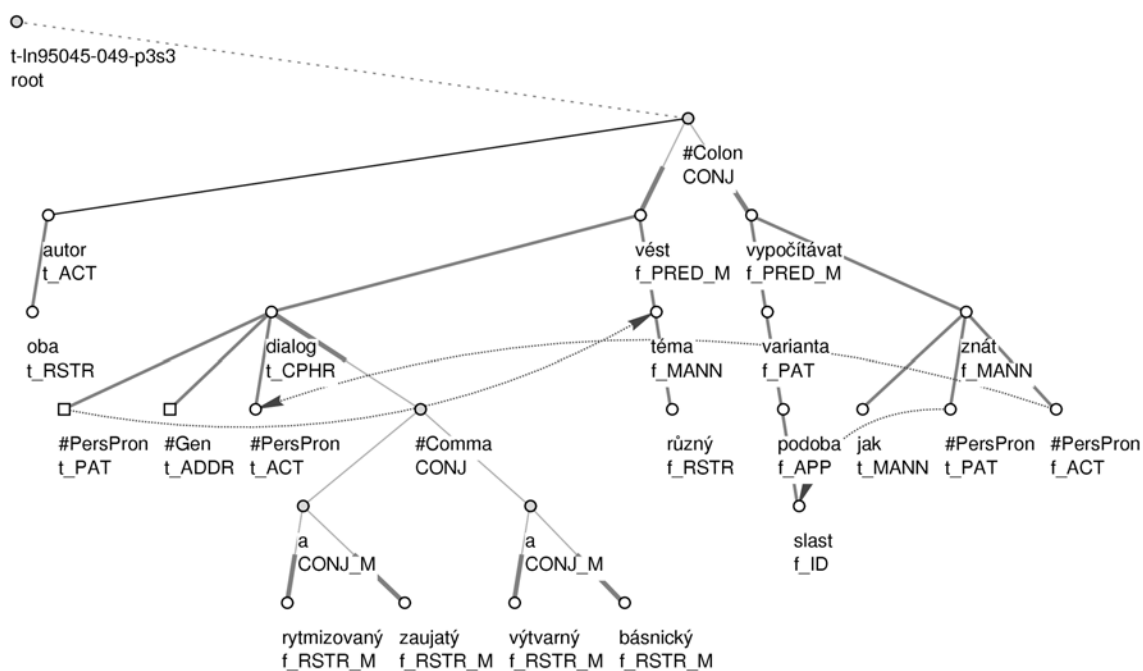 t-ln95045-049-p3s3
root
#Colon
CONJ
autor
t_ACT
vést
f_PRED_M
vypočítávat
f_PRED_M
oba
t_RSTR
dialog
t_CPHR
téma
f_MANN
varianta
f_PAT
znát
f_MANN
#PersPron
t_PAT
#Gen
t_ADDR
#PersPron
t_ACT
#Comma
CONJ
různý
f_RSTR
podoba
f_APP
jak
t_MANN
#PersPron
t_PAT
#PersPron
f_ACT
a
CONJ_M
a
CONJ_M
slast
f_ID
rytmizovaný
f_RSTR_M
zaujatý
f_RSTR_M
výtvarný
f_RSTR_M
básnický
f_RSTR_M